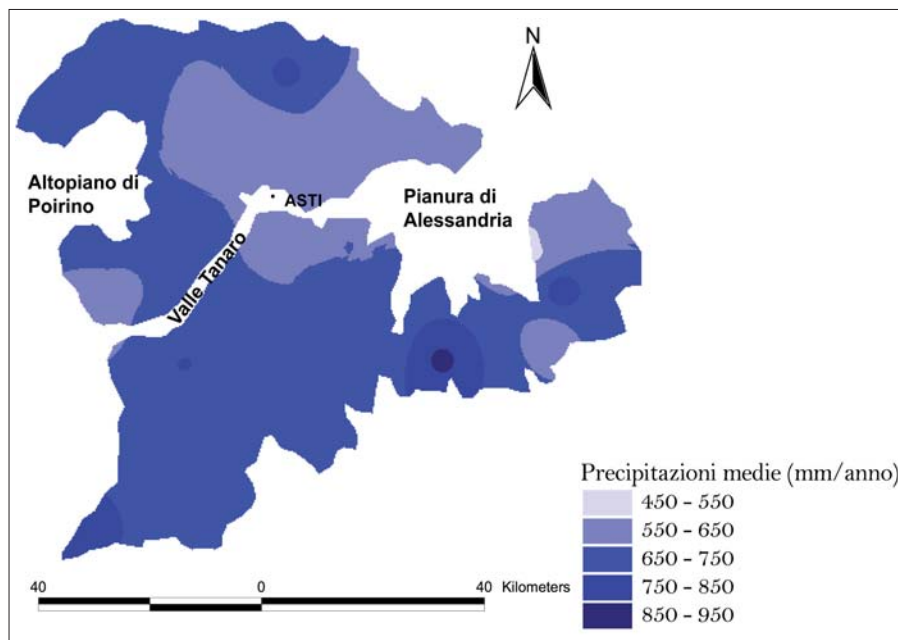 N
Altopiano di
Poirino
ASTI
Pianura di
Alessandria
Valle Tanaro
Precipitazioni medie (mm/anno)
450 - 550
550 - 650
650 - 750
750 - 850
850 - 950
40 0 40 Kilometers